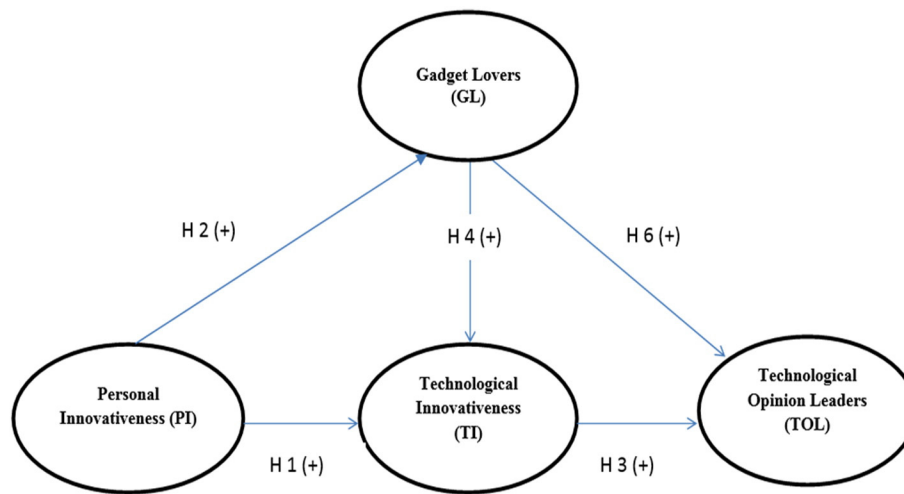 Gadget Lovers
(GL)
H 2 (+)
H 4 (+)
H 6 (+)
Personal
Innovativeness (PI)
Technological
Innovativeness
(TI)
Technological
Opinion Leaders
(TOL)
H 1 (+)
H 3 (+)